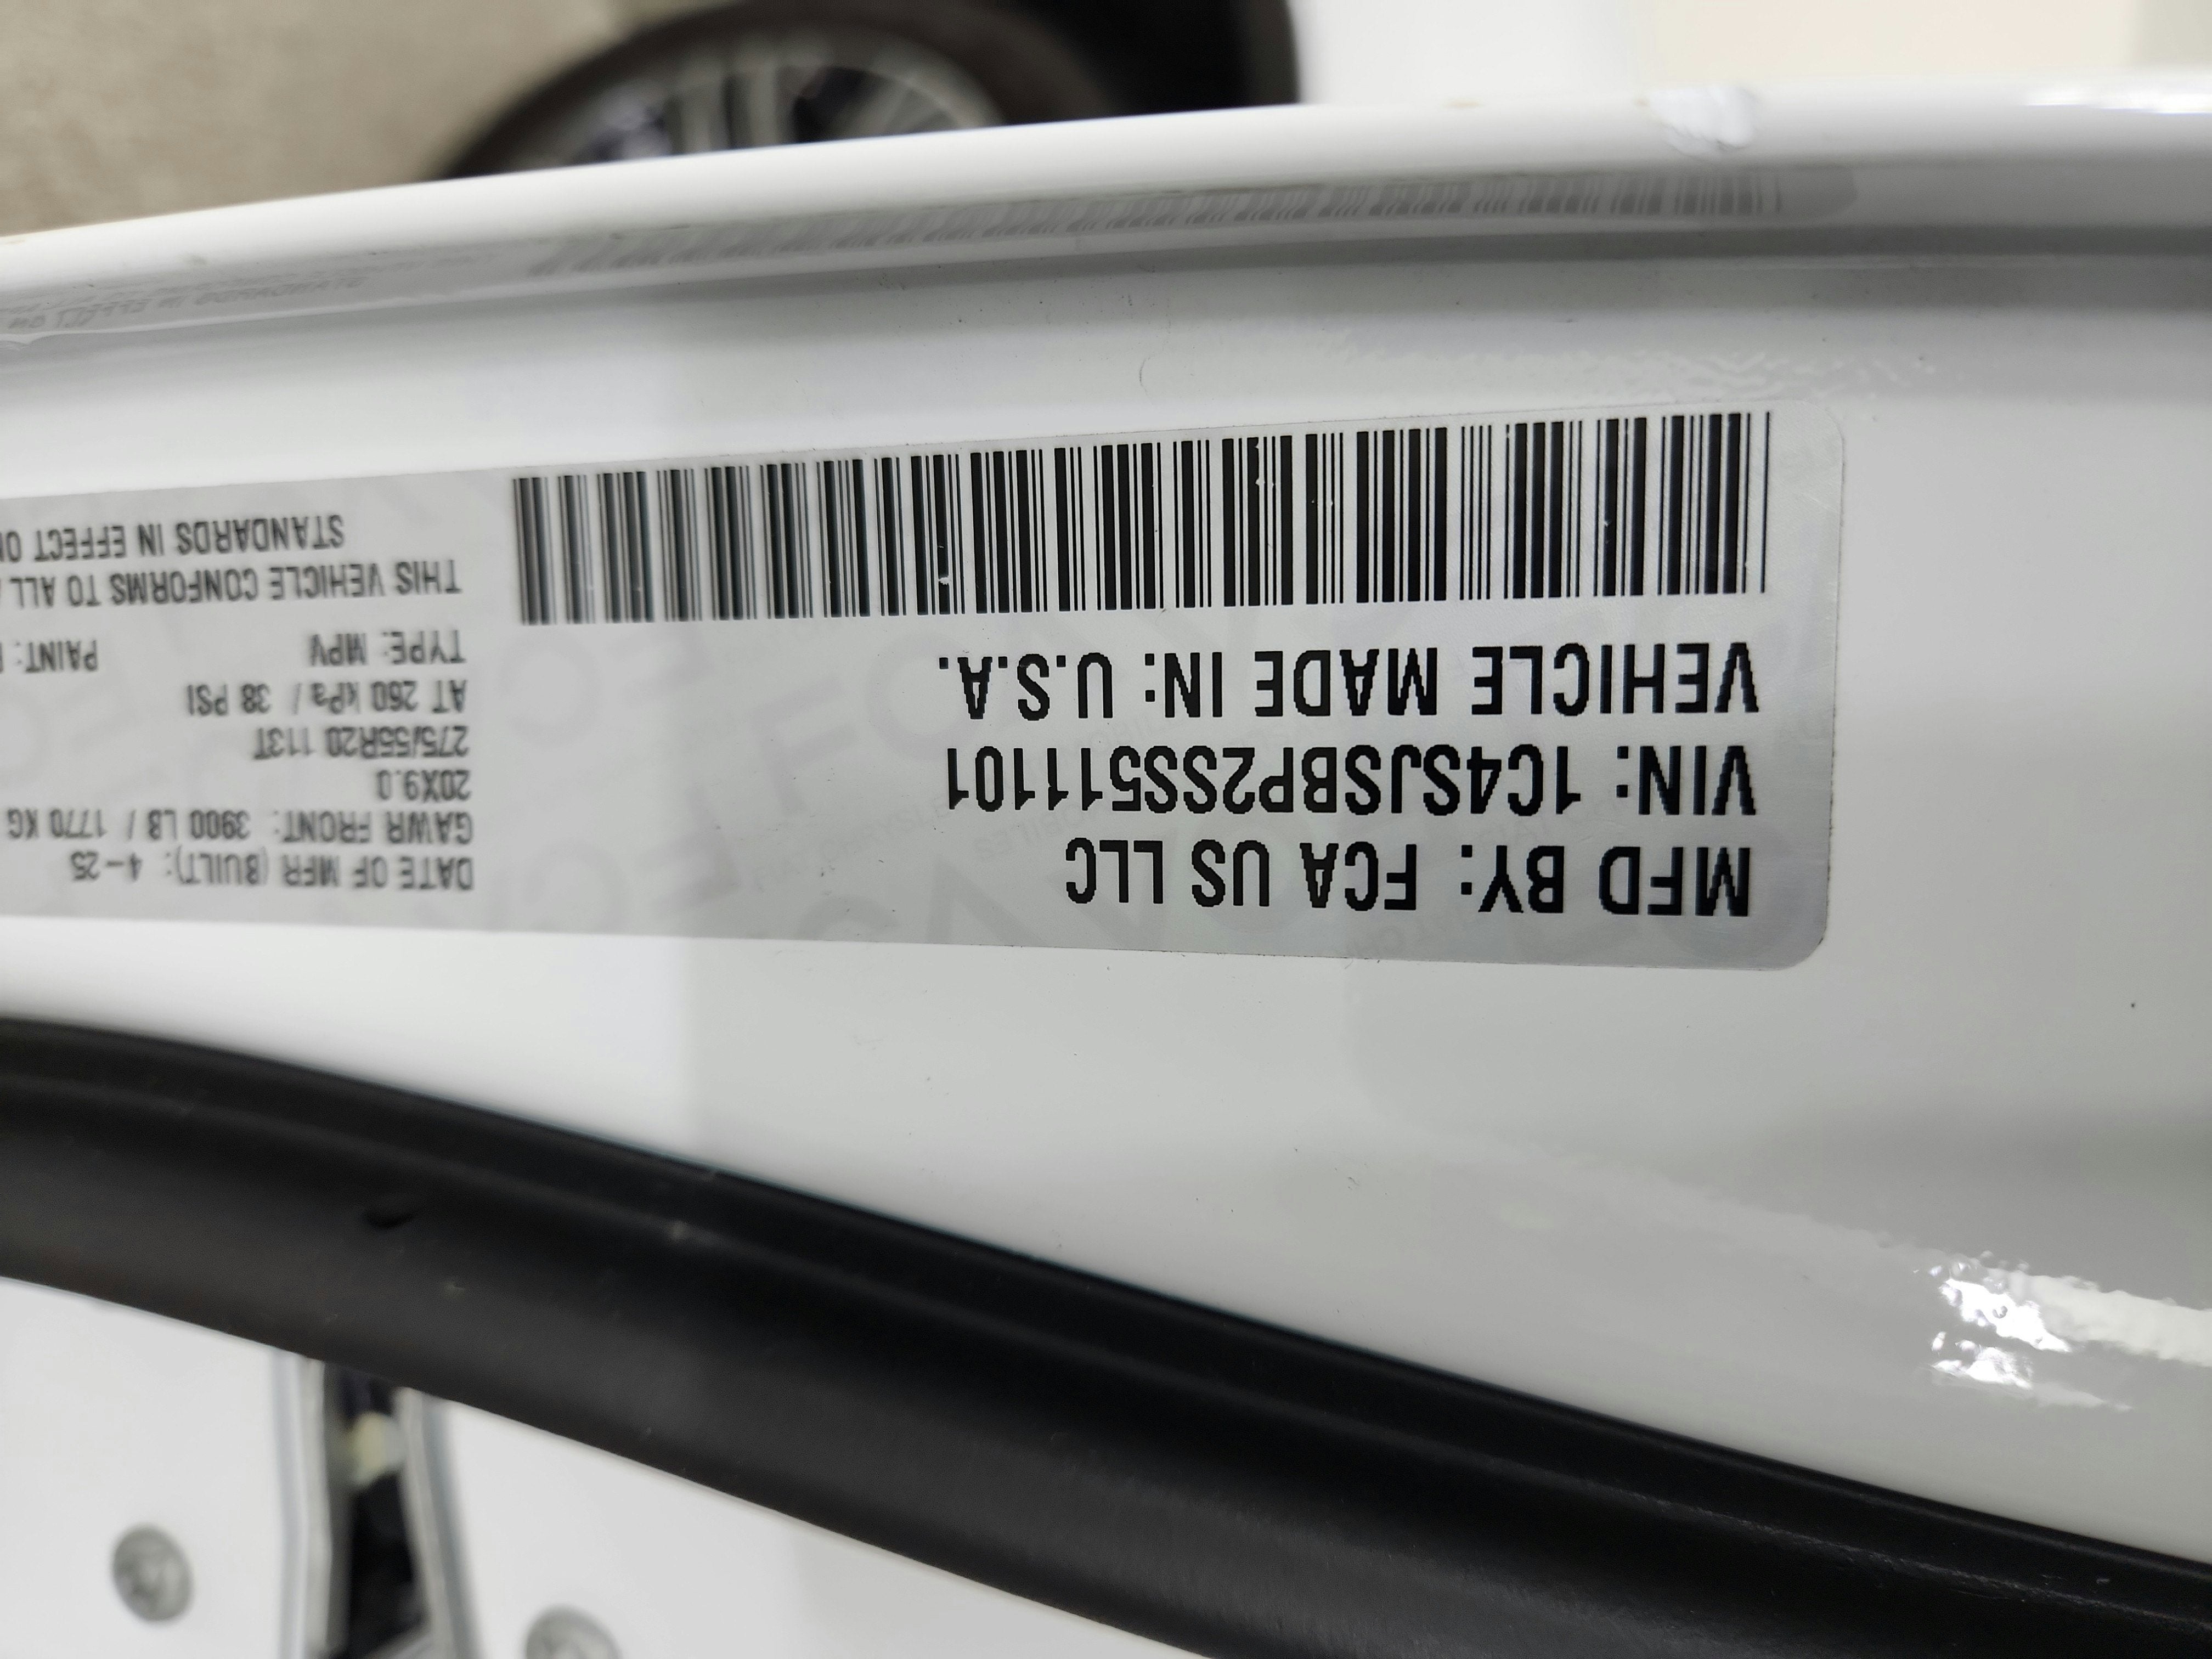 MFD BY: FCA US LLC
VIN: 1C4SJSBP2SS511101
VEHICLE MADE IN: U.S.A.
DATE OF MFR (BUILT): 4-25
GAWR FRONT: 3900 LB / 1770 KG
20X9.0
275/55R20 113T
AT 260 kPa / 38 PSI
TYPE: MPV PAINT:
THIS VEHICLE CONFORMS TO ALL
STANDARDS IN EFFECT ON